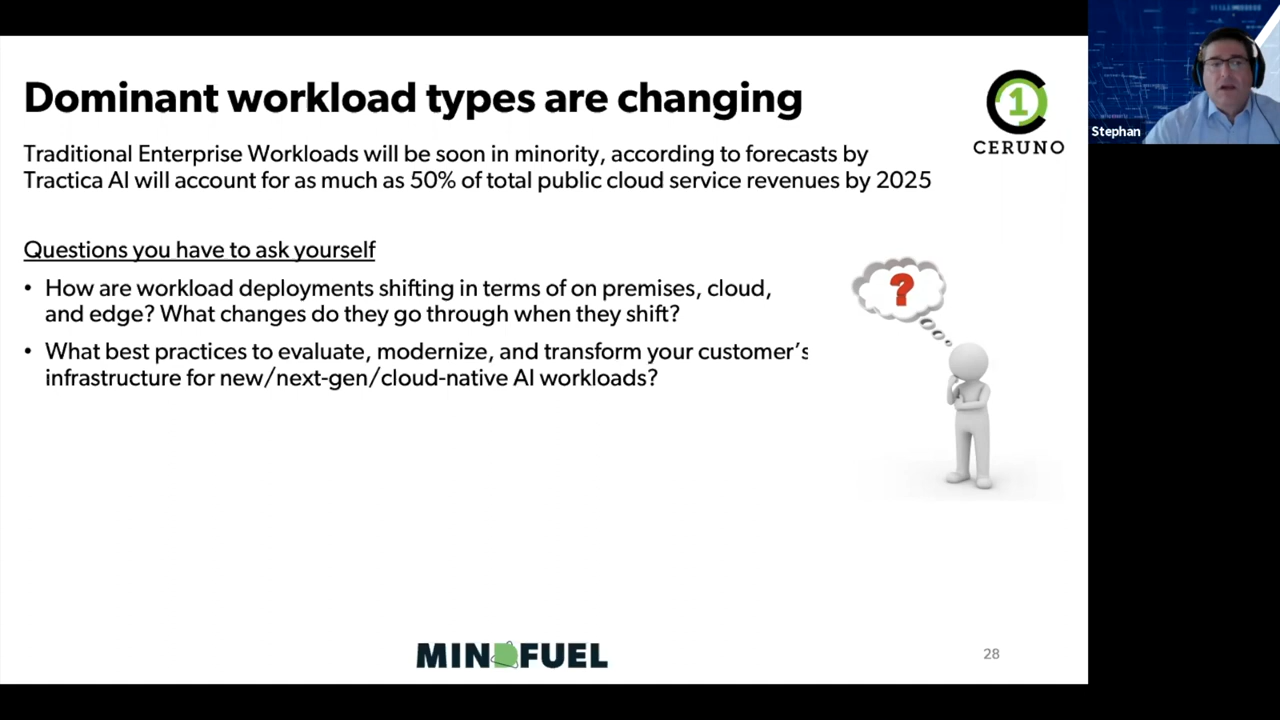 Dominant workload types are changing
Traditional Enterprise Workloads will be soon in minority, according to forecasts by
Tractica AI will account for as much as 50% of total public cloud service revenues by 2025
Questions you have to ask yourself
• How are workload deployments shifting in terms of on premises, cloud,
and edge? What changes do they go through when they shift?
• What best practices to evaluate, modernize, and transform your customer's
infrastructure for new/next-gen/cloud-native AI workloads?
?
1
CERUNO
Stephan
MINDFUEL
28